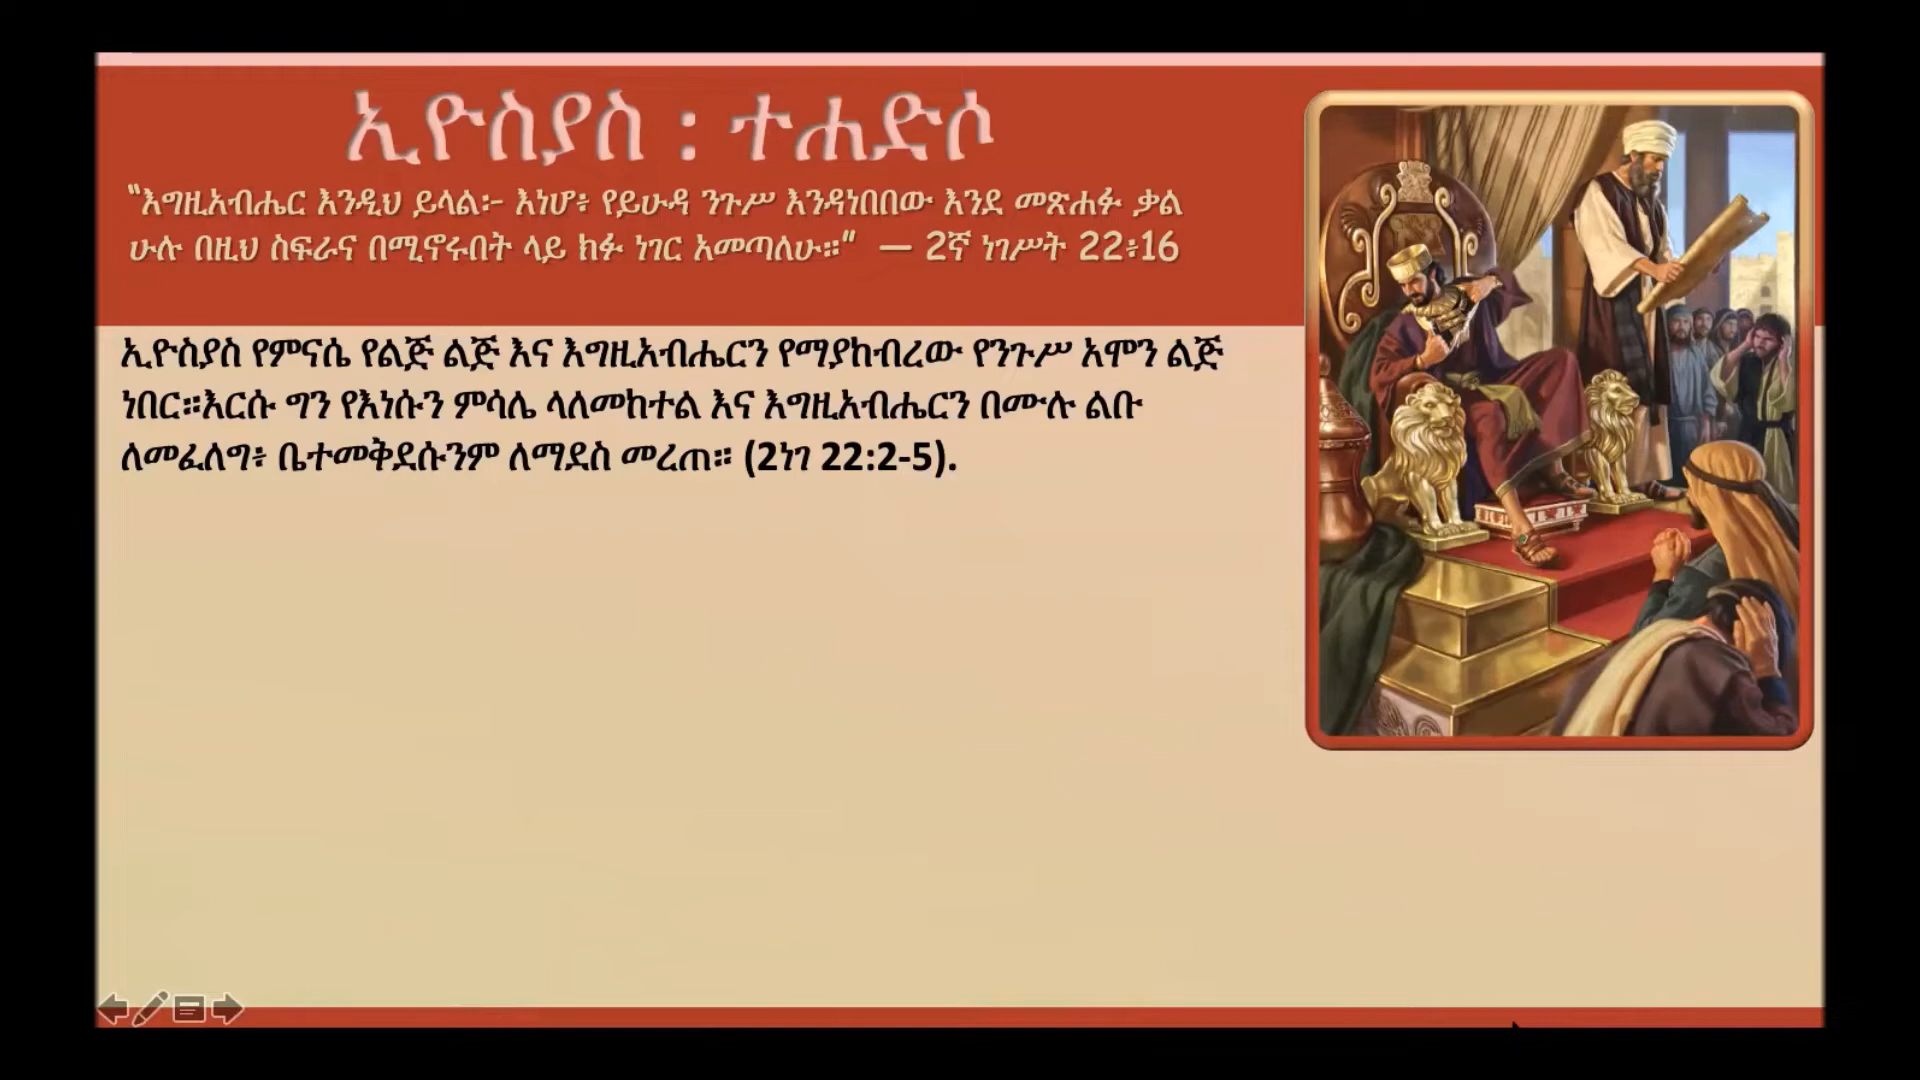 ኢዮስያስ : ተሐድሶ
“እግዚአብሔር እንዲህ ይላል፦ እነሆ፥ የይሁዳ ንጉሥ እንዳነበበው እንደ መጽሐፉ ቃል
ሁሉ በዚህ ስፍራና በሚኖሩበት ላይ ክፉ ነገር አመጣለሁ።” — 2ኛ ነገሥት 22፥16
ኢዮስያስ የምናሴ የልጅ ልጅ እና እግዚአብሔርን የማያከብረው የንጉሥ አሞን ልጅ
ነበር።እርሱ ግን የእነሱን ምሳሌ ላለመከተል እና እግዚአብሔርን በሙሉ ልቡ
ለመፈለግ፥ ቤተመቅደሱንም ለማደስ መረጠ። (2ነገ 22:2-5).